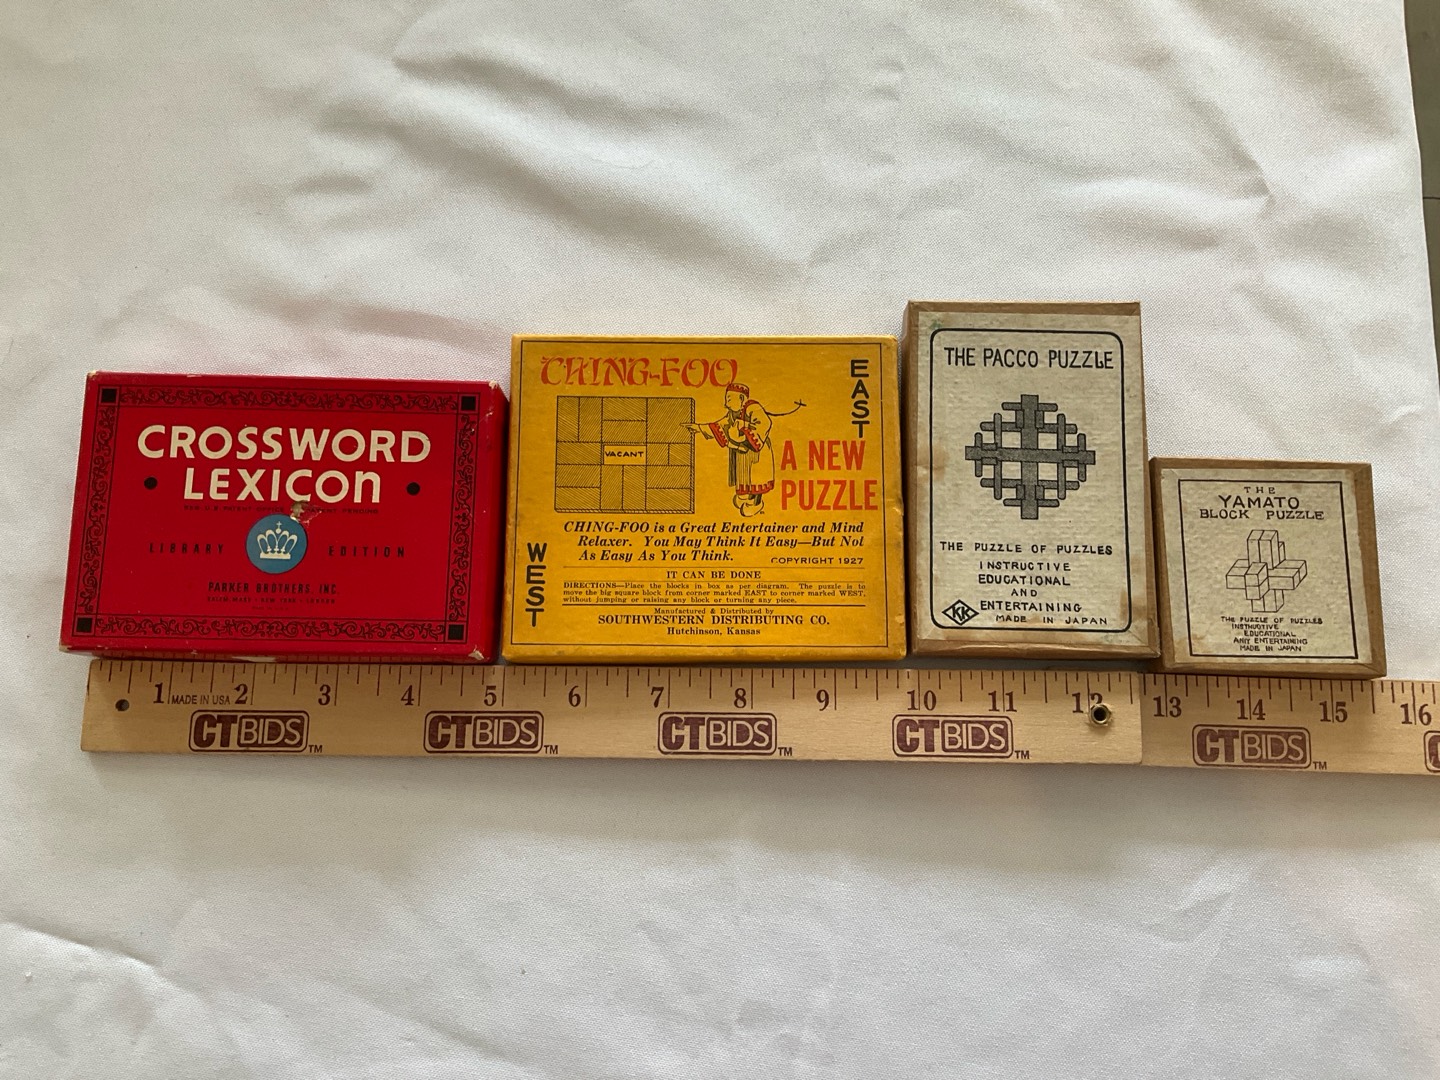 CROSSWORD
LEXICON
LIBRARY EDITION
PARKER BROTHERS, INC.
CHING-FOO
EAST
VACANT
A NEW
PUZZLE
CHING-FOO is a Great Entertainer and Mind
Relaxer. You May Think It Easy—But Not
As Easy As You Think.
COPYRIGHT 1927
WEST
IT CAN BE DONE
DIRECTIONS—Place the blocks in box as per diagram. The puzzle is to
move the big square block from corner marked EAST to corner marked WEST,
without jumping or raising any block or turning any piece.
Manufactured & Distributed by
SOUTHWESTERN DISTRIBUTING CO.
Hutchinson, Kansas
THE PACCO PUZZLE
THE PUZZLE OF PUZZLES
INSTRUCTIVE
EDUCATIONAL
AND
ENTERTAINING
KK
MADE IN JAPAN
THE
YAMATO
BLOCK PUZZLE
THE PUZZLE OF PUZZLES
INSTRUCTIVE
EDUCATIONAL
ANY ENTERTAINING
MADE IN JAPAN
1 MADE IN USA 2 3 4 5 6 7 8 9 10 11 12 13 14 15 16
CTBIDS TM CTBIDS TM CTBIDS TM CTBIDS TM CTBIDS TM